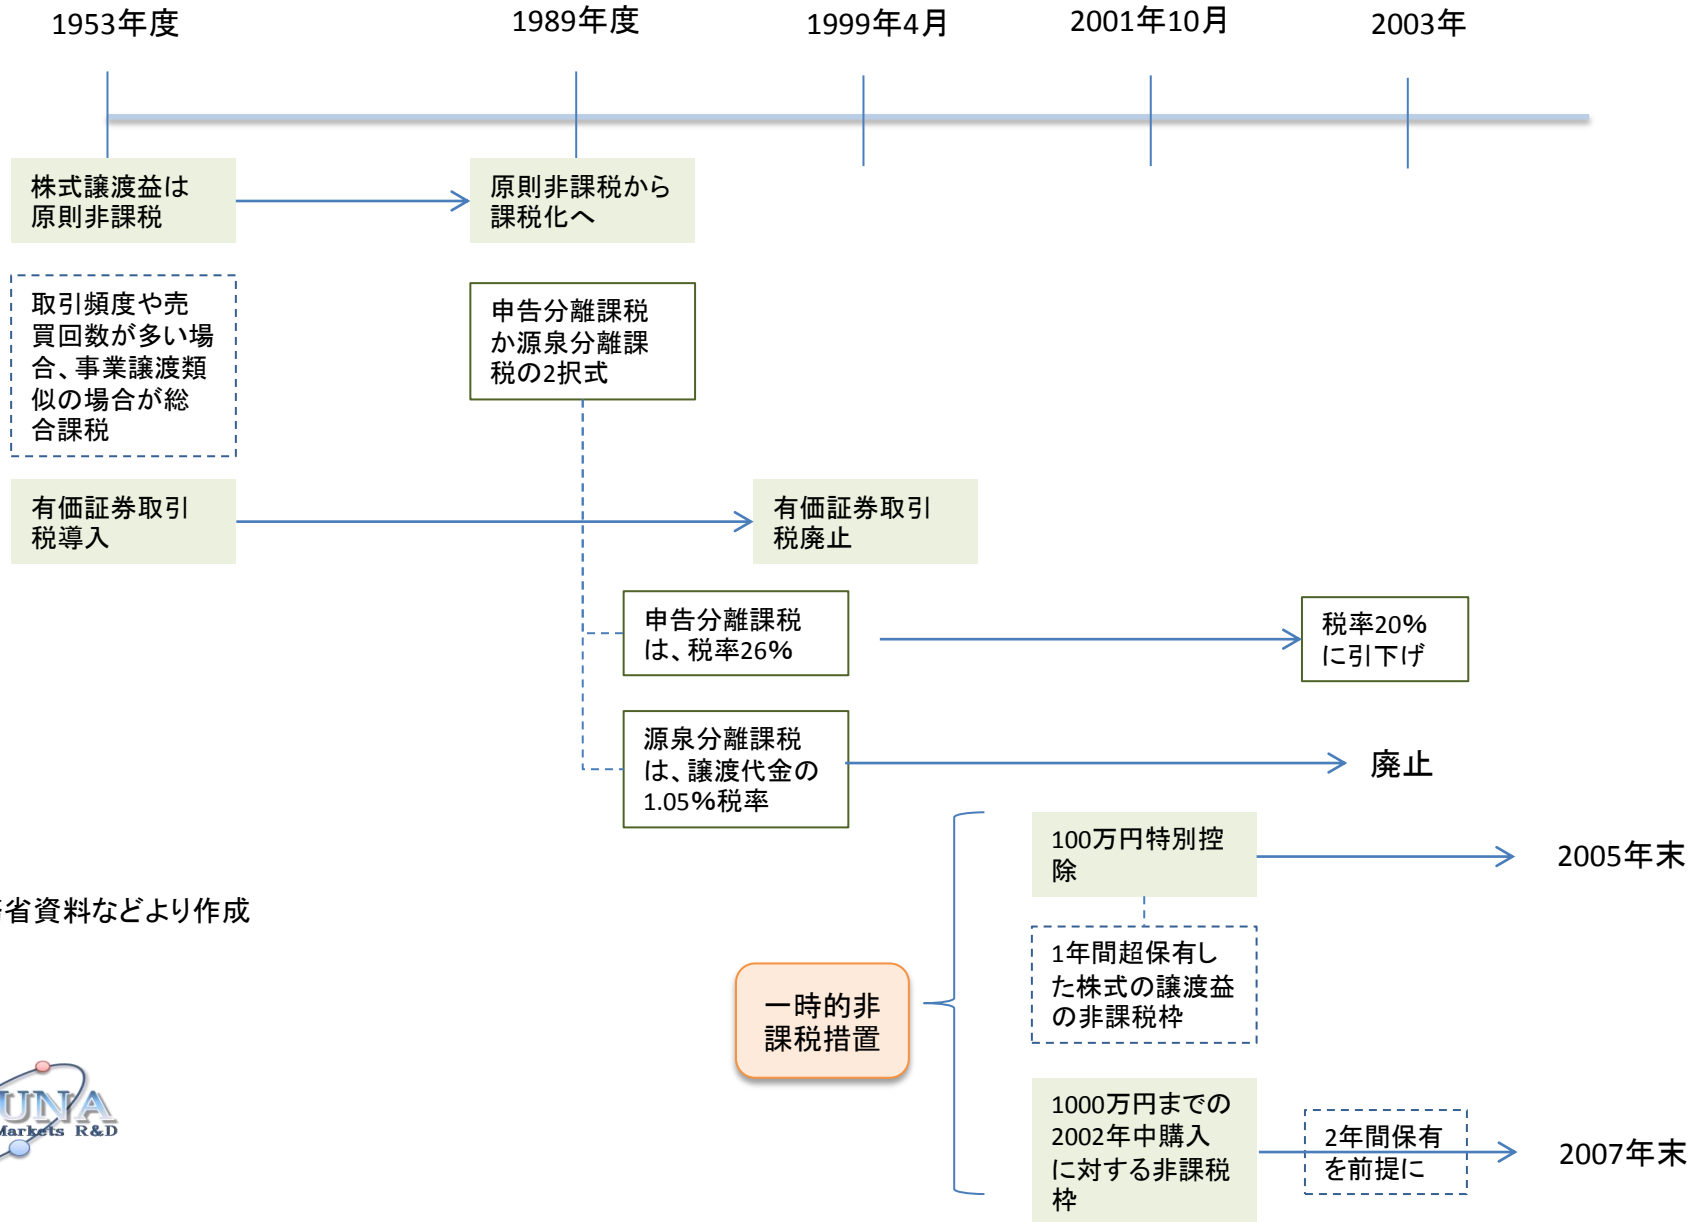 1953年度
1989年度
1999年4月
2001年10月
2003年
株式譲渡益は
原則非課税
原則非課税から
課税化へ
取引頻度や売
買回数が多い場
合、事業譲渡類
似の場合が総
合課税
申告分離課税
か源泉分離課
税の2択式
有価証券取引
税導入
有価証券取引
税廃止
申告分離課税
は、税率26%
税率20%
に引下げ
源泉分離課税
は、譲渡代金の
1.05%税率
廃止
100万円特別控
除
2005年末
省資料などより作成
1年間超保有し
た株式の譲渡益
の非課税枠
一時的非
課税措置
1000万円までの
2002年中購入
に対する非課税
枠
2年間保有
を前提に
2007年末
UNA
Markets R&D